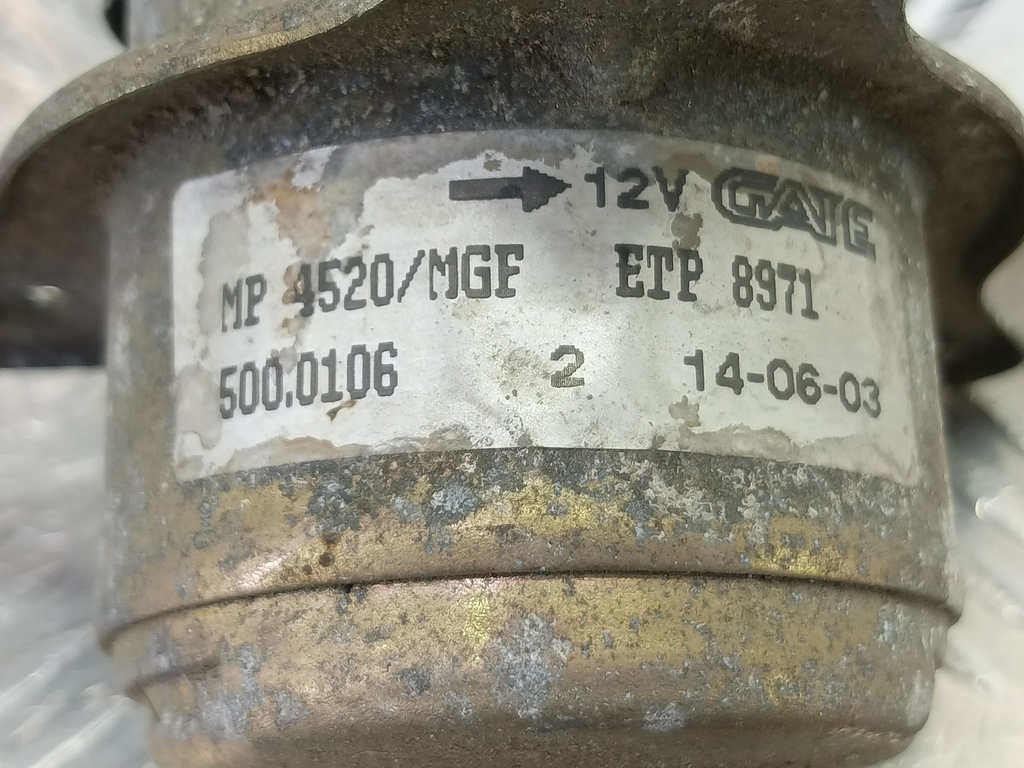 12V GATE
MP 4520/MGF ETP 8971
500.0106 2 14-06-03